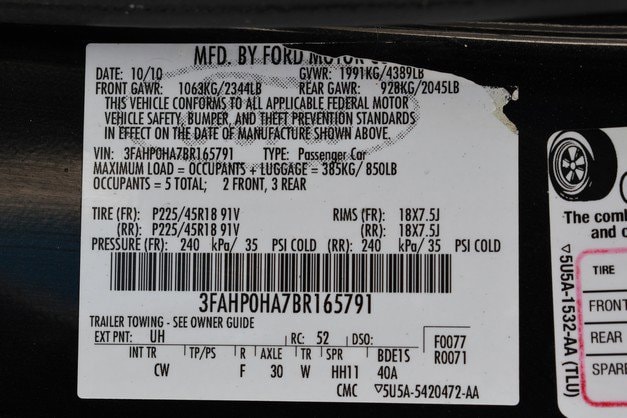 MFD. BY FORD MOTOR
DATE: 10/10 GVWR: 1991KG/4389LB
FRONT GAWR: 1063KG/2344LB REAR GAWR: 928KG/2045LB
THIS VEHICLE CONFORMS TO ALL APPLICABLE FEDERAL MOTOR
VEHICLE SAFETY, BUMPER, AND THEFT PREVENTION STANDARDS
IN EFFECT ON THE DATE OF MANUFACTURE SHOWN ABOVE.
VIN: 3FAHP0HA7BR165791 TYPE: Passenger Car
MAXIMUM LOAD = OCCUPANTS + LUGGAGE = 385KG/ 850LB
OCCUPANTS = 5 TOTAL; 2 FRONT, 3 REAR
TIRE (FR): P225/45R18 91V RIMS (FR): 18X7.5J
(RR): P225/45R18 91V (RR): 18X7.5J
PRESSURE (FR): 240 kPa/ 35 PSI COLD (RR): 240 kPa/ 35 PSI COLD
3FAHP0HA7BR165791
TRAILER TOWING - SEE OWNER GUIDE
EXT PNT: UH RC: 52 DSO: F0077
R0071
INT TR TP/PS R AXLE TR SPR BDE1S
CW F 30 W HH11 40A
CMC ▽5U5A-5420472-AA
The comb
and c
▽5U5A-1532-AA (TLU)
TIRE
FRONT
REAR
SPARE